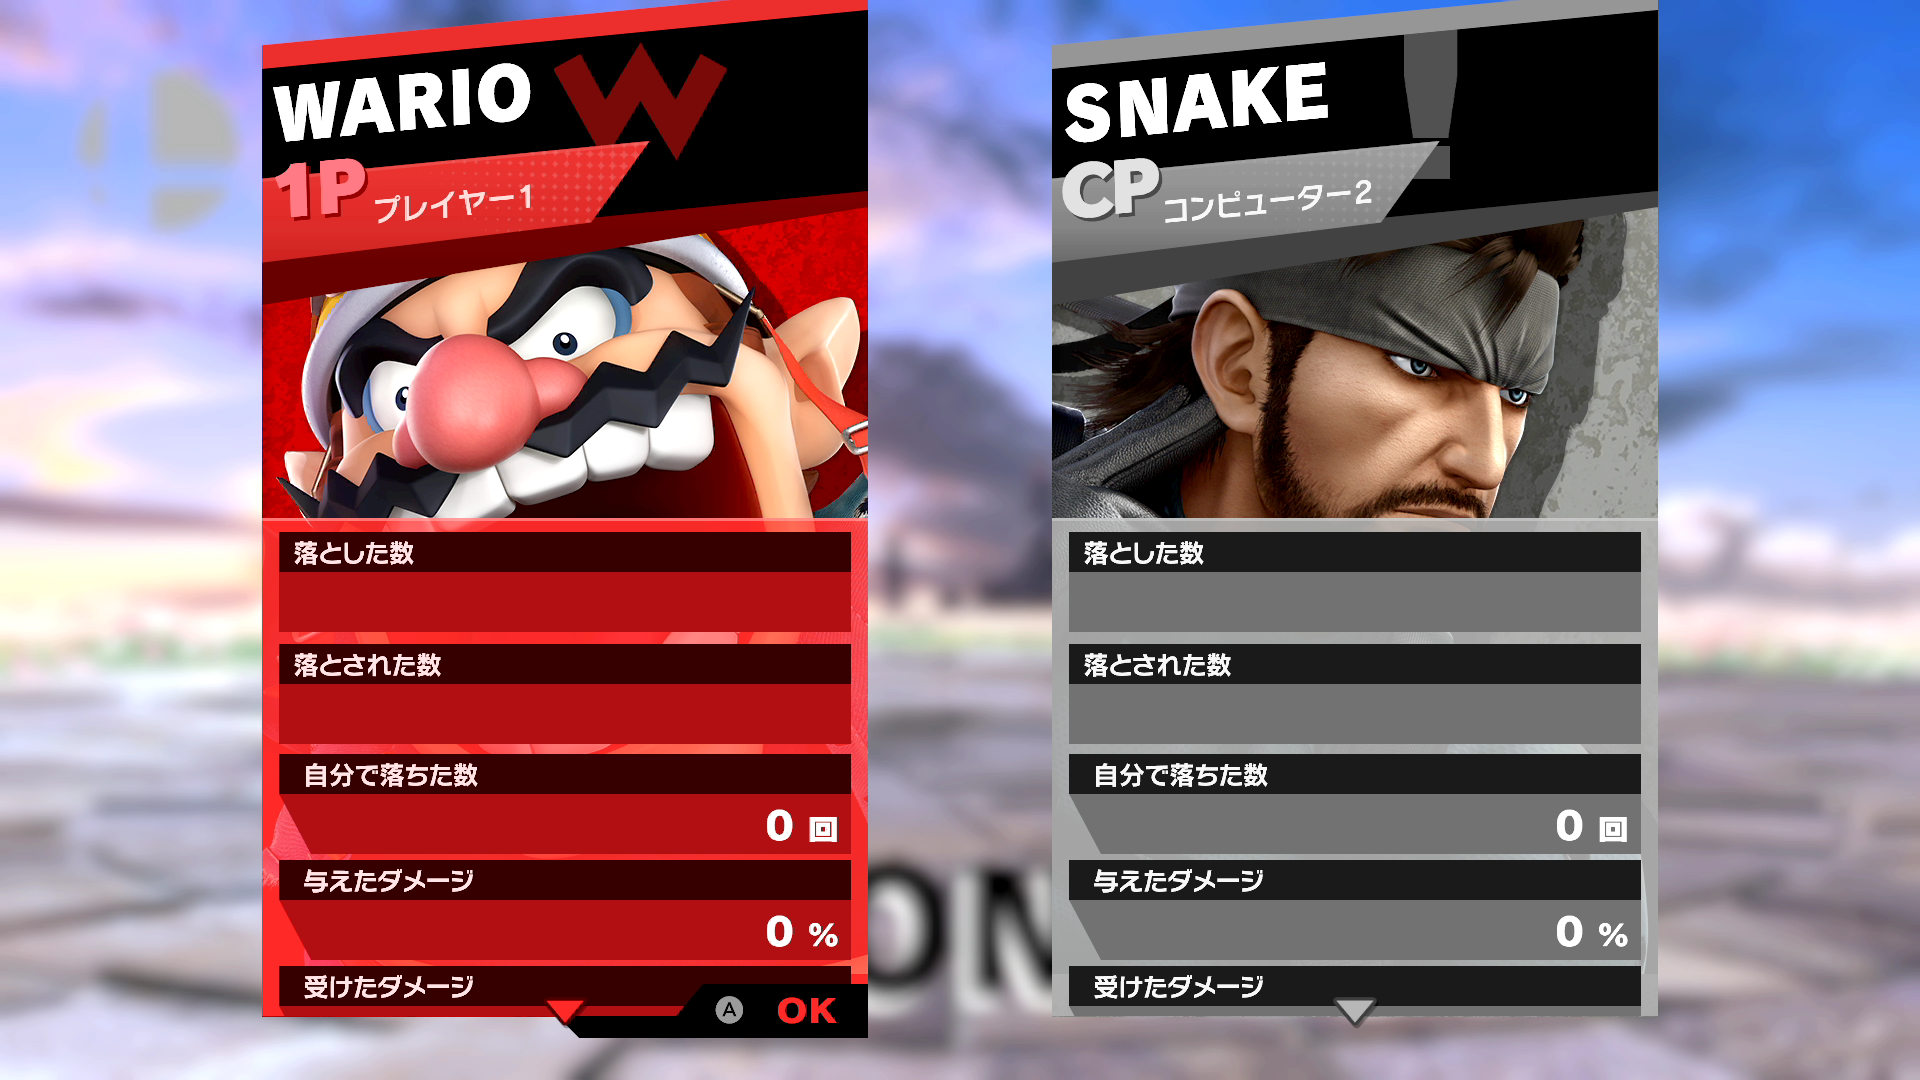 WARIO
1P プレイヤー1
落とした数
落とされた数
自分で落ちた数
0 回
与えたダメージ
0 %
受けたダメージ
A OK
SNAKE
CP コンピューター2
落とした数
落とされた数
自分で落ちた数
0 回
与えたダメージ
0 %
受けたダメージ